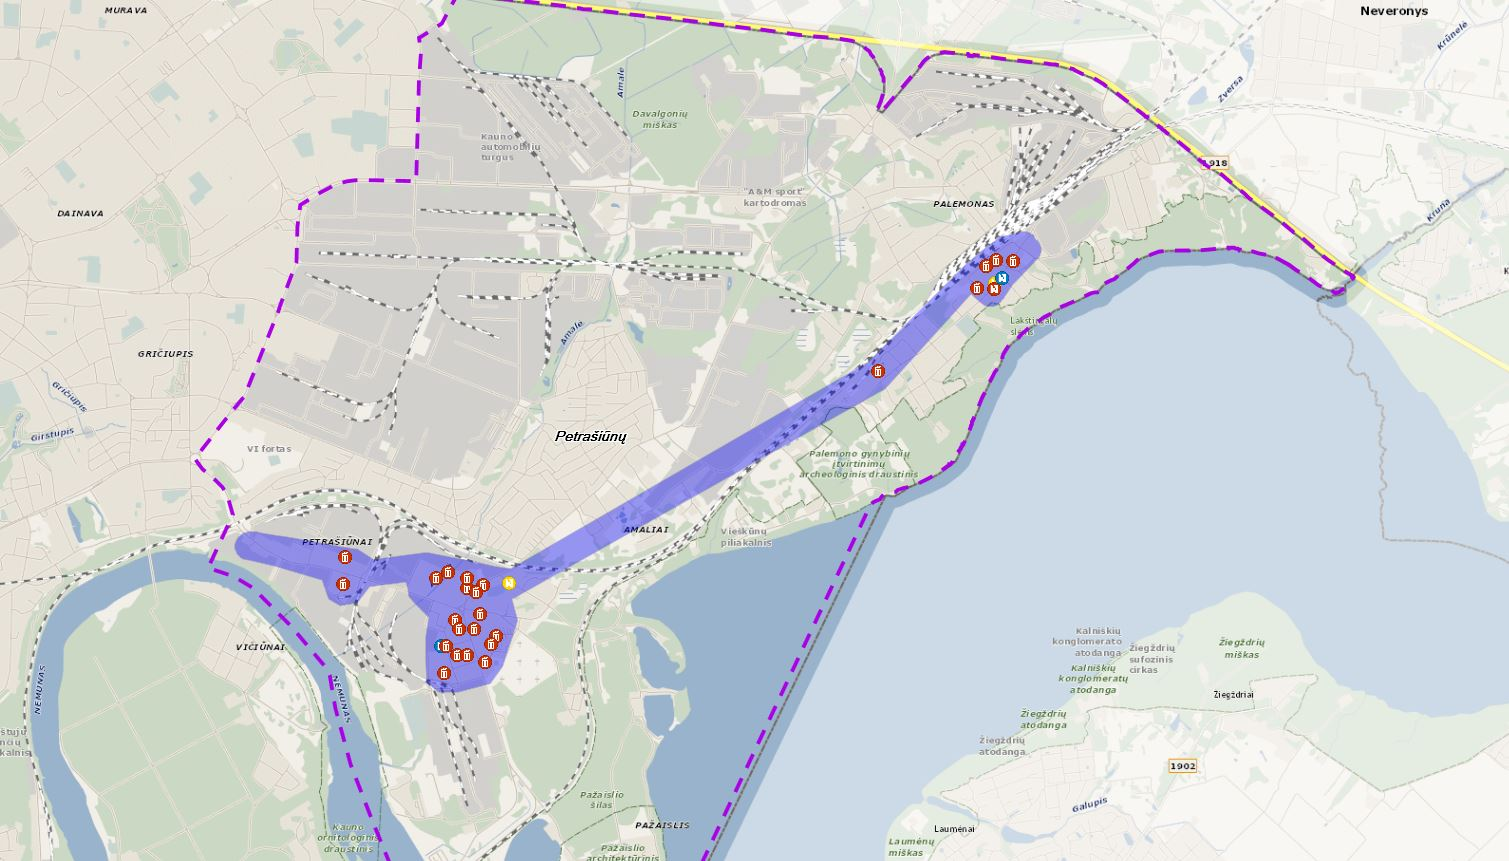 MURAVA
Neveronys
Krūnelė
Amalė
Zversa
Davalgonių
miškas
Kauno
automobilių
turgus
1918
"A&M sport"
kartodromas
DAINAVA
PALEMONAS
Kruna
Lakštingalų
slėnis
Amalė
GRIČIUPIS
Gričiupis
Girstupis
Petrašiūnų
VI fortas
Palemono gynybinių
įtvirtinimų
archeologinis draustinis
AMALIAI
Vieškūnų
piliakalnis
PETRAŠIŪNAI
VIČIŪNAI
NEMUNAS
NEMUNAS
Kalniškių
konglomerato
atodanga
Žiegždrių
sufozinis
cirkas
Žiegždrių
miškas
Kalniškių
konglomeratų
atodanga
Žiegždriai
Žiegždrių
atodanga
Žiegždrių
atodanga
1902
Galupis
Pažaislio
šilas
PAŽAISLIS
Laumėnai
Laumėnų
miškas
Kauno
ornitologinis
draustinis
Pažaislio
architektūrinis